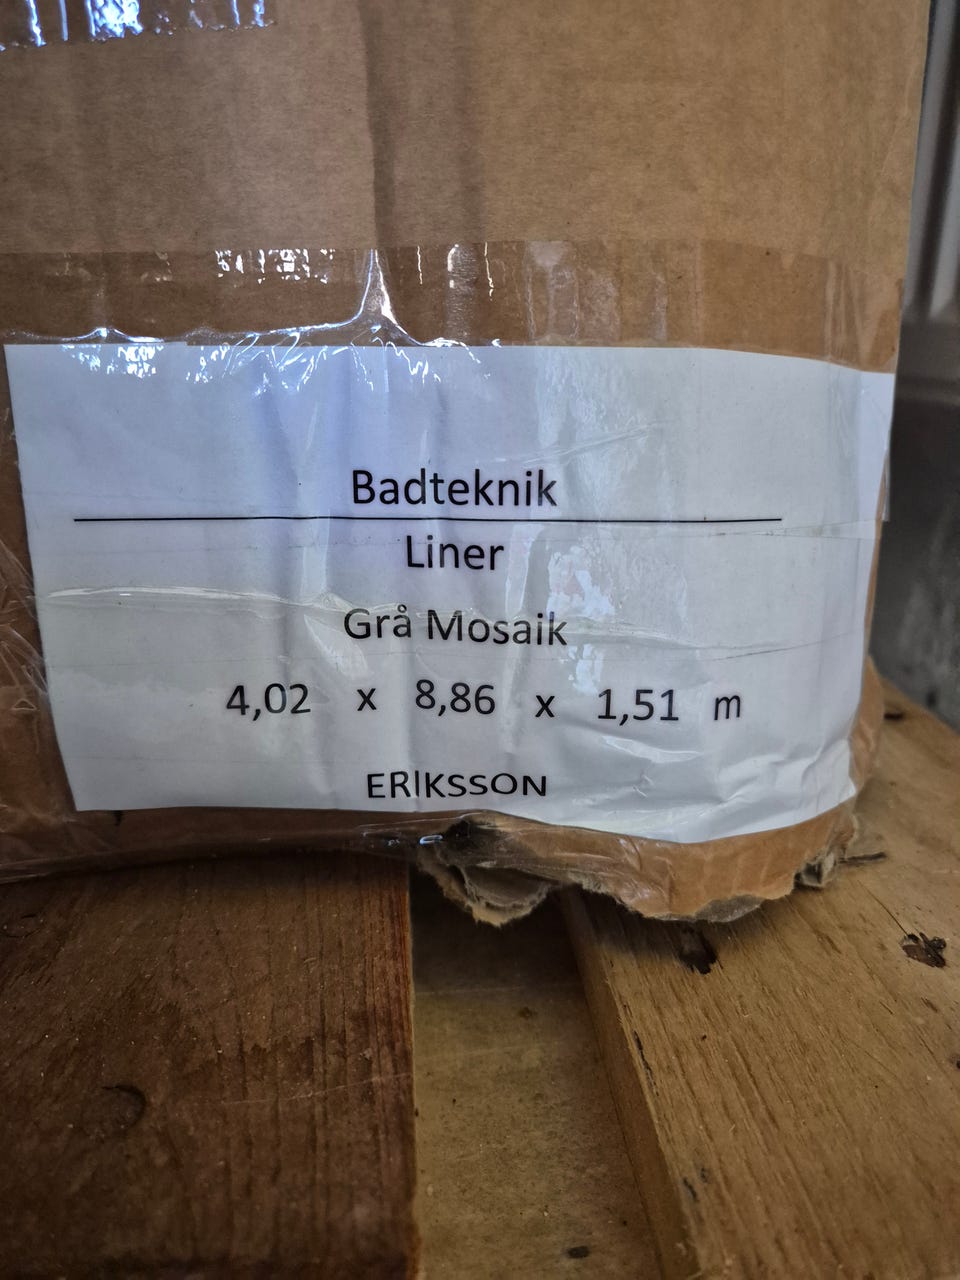 Badteknik
Liner
Grå Mosaik
4,02 x 8,86 x 1,51 m
ERIKSSON